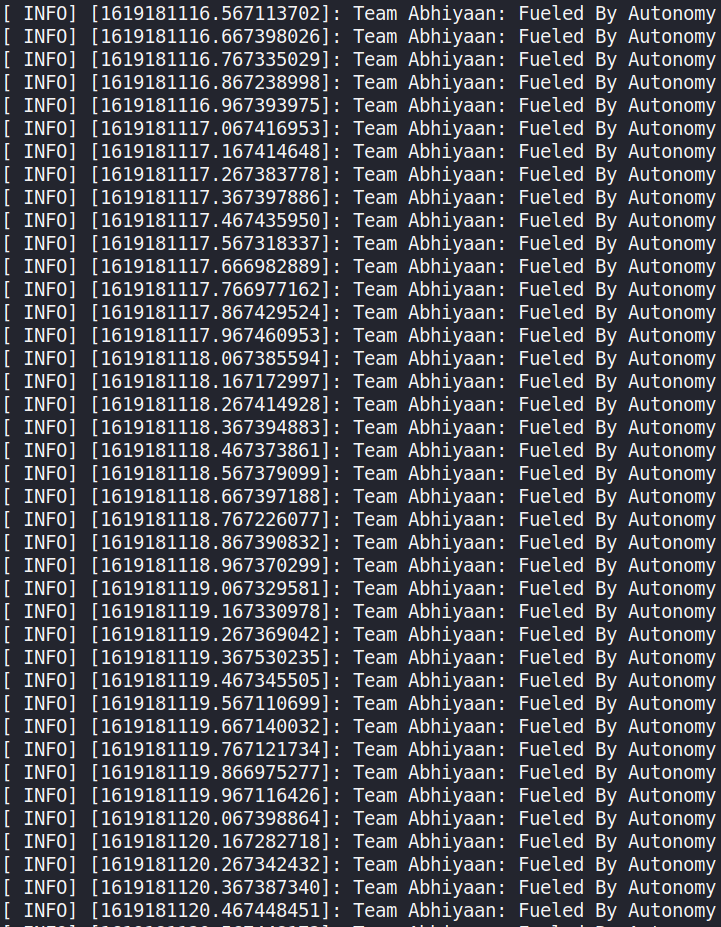 [ INFO] [1619181116.567113702]: Team Abhiyaan: Fueled By Autonomy
[ INFO] [1619181116.667398026]: Team Abhiyaan: Fueled By Autonomy
[ INFO] [1619181116.767335029]: Team Abhiyaan: Fueled By Autonomy
[ INFO] [1619181116.867238998]: Team Abhiyaan: Fueled By Autonomy
[ INFO] [1619181116.967393975]: Team Abhiyaan: Fueled By Autonomy
[ INFO] [1619181117.067416953]: Team Abhiyaan: Fueled By Autonomy
[ INFO] [1619181117.167414648]: Team Abhiyaan: Fueled By Autonomy
[ INFO] [1619181117.267383778]: Team Abhiyaan: Fueled By Autonomy
[ INFO] [1619181117.367397886]: Team Abhiyaan: Fueled By Autonomy
[ INFO] [1619181117.467435950]: Team Abhiyaan: Fueled By Autonomy
[ INFO] [1619181117.567318337]: Team Abhiyaan: Fueled By Autonomy
[ INFO] [1619181117.666982889]: Team Abhiyaan: Fueled By Autonomy
[ INFO] [1619181117.766977162]: Team Abhiyaan: Fueled By Autonomy
[ INFO] [1619181117.867429524]: Team Abhiyaan: Fueled By Autonomy
[ INFO] [1619181117.967460953]: Team Abhiyaan: Fueled By Autonomy
[ INFO] [1619181118.067385594]: Team Abhiyaan: Fueled By Autonomy
[ INFO] [1619181118.167172997]: Team Abhiyaan: Fueled By Autonomy
[ INFO] [1619181118.267414928]: Team Abhiyaan: Fueled By Autonomy
[ INFO] [1619181118.367394883]: Team Abhiyaan: Fueled By Autonomy
[ INFO] [1619181118.467373861]: Team Abhiyaan: Fueled By Autonomy
[ INFO] [1619181118.567379099]: Team Abhiyaan: Fueled By Autonomy
[ INFO] [1619181118.667397188]: Team Abhiyaan: Fueled By Autonomy
[ INFO] [1619181118.767226077]: Team Abhiyaan: Fueled By Autonomy
[ INFO] [1619181118.867390832]: Team Abhiyaan: Fueled By Autonomy
[ INFO] [1619181118.967370299]: Team Abhiyaan: Fueled By Autonomy
[ INFO] [1619181119.067329581]: Team Abhiyaan: Fueled By Autonomy
[ INFO] [1619181119.167330978]: Team Abhiyaan: Fueled By Autonomy
[ INFO] [1619181119.267369042]: Team Abhiyaan: Fueled By Autonomy
[ INFO] [1619181119.367530235]: Team Abhiyaan: Fueled By Autonomy
[ INFO] [1619181119.467345505]: Team Abhiyaan: Fueled By Autonomy
[ INFO] [1619181119.567110699]: Team Abhiyaan: Fueled By Autonomy
[ INFO] [1619181119.667140032]: Team Abhiyaan: Fueled By Autonomy
[ INFO] [1619181119.767121734]: Team Abhiyaan: Fueled By Autonomy
[ INFO] [1619181119.866975277]: Team Abhiyaan: Fueled By Autonomy
[ INFO] [1619181119.967116426]: Team Abhiyaan: Fueled By Autonomy
[ INFO] [1619181120.067398864]: Team Abhiyaan: Fueled By Autonomy
[ INFO] [1619181120.167282718]: Team Abhiyaan: Fueled By Autonomy
[ INFO] [1619181120.267342432]: Team Abhiyaan: Fueled By Autonomy
[ INFO] [1619181120.367387340]: Team Abhiyaan: Fueled By Autonomy
[ INFO] [1619181120.467448451]: Team Abhiyaan: Fueled By Autonomy